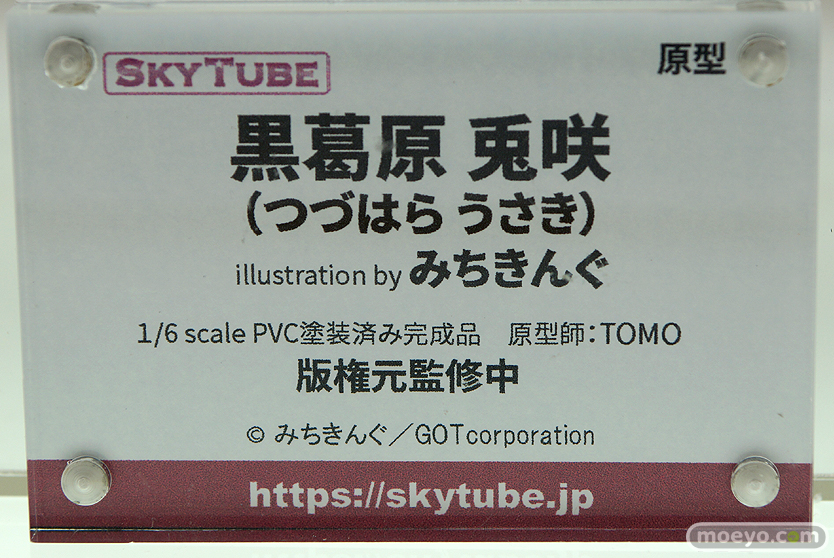 SKYTUBE
原型
黒葛原 兎咲
(つづはら うさき)
illustration by みちきんぐ
1/6 scale PVC塗装済み完成品 原型師:TOMO
版権元監修中
© みちきんぐ/GOTcorporation
https://skytube.jp
moeyo.com